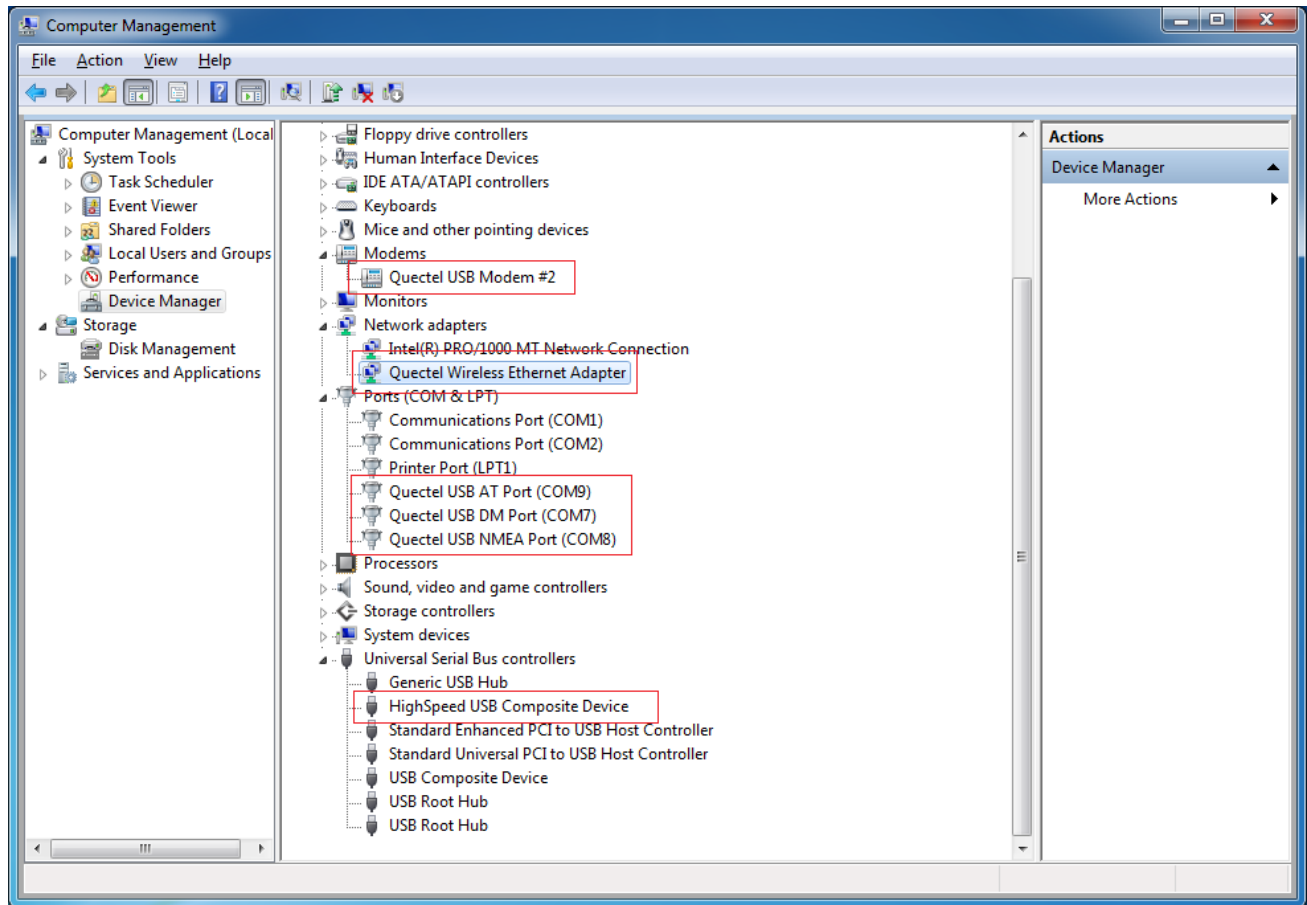 Computer Management
File Action View Help
Computer Management (Local
System Tools
Task Scheduler
Event Viewer
Shared Folders
Local Users and Groups
Performance
Device Manager
Storage
Disk Management
Services and Applications
Floppy drive controllers
Human Interface Devices
IDE ATA/ATAPI controllers
Keyboards
Mice and other pointing devices
Modems
Quectel USB Modem #2
Monitors
Network adapters
Intel(R) PRO/1000 MT Network Connection
Quectel Wireless Ethernet Adapter
Ports (COM & LPT)
Communications Port (COM1)
Communications Port (COM2)
Printer Port (LPT1)
Quectel USB AT Port (COM9)
Quectel USB DM Port (COM7)
Quectel USB NMEA Port (COM8)
Processors
Sound, video and game controllers
Storage controllers
System devices
Universal Serial Bus controllers
Generic USB Hub
HighSpeed USB Composite Device
Standard Enhanced PCI to USB Host Controller
Standard Universal PCI to USB Host Controller
USB Composite Device
USB Root Hub
USB Root Hub
Actions
Device Manager
More Actions